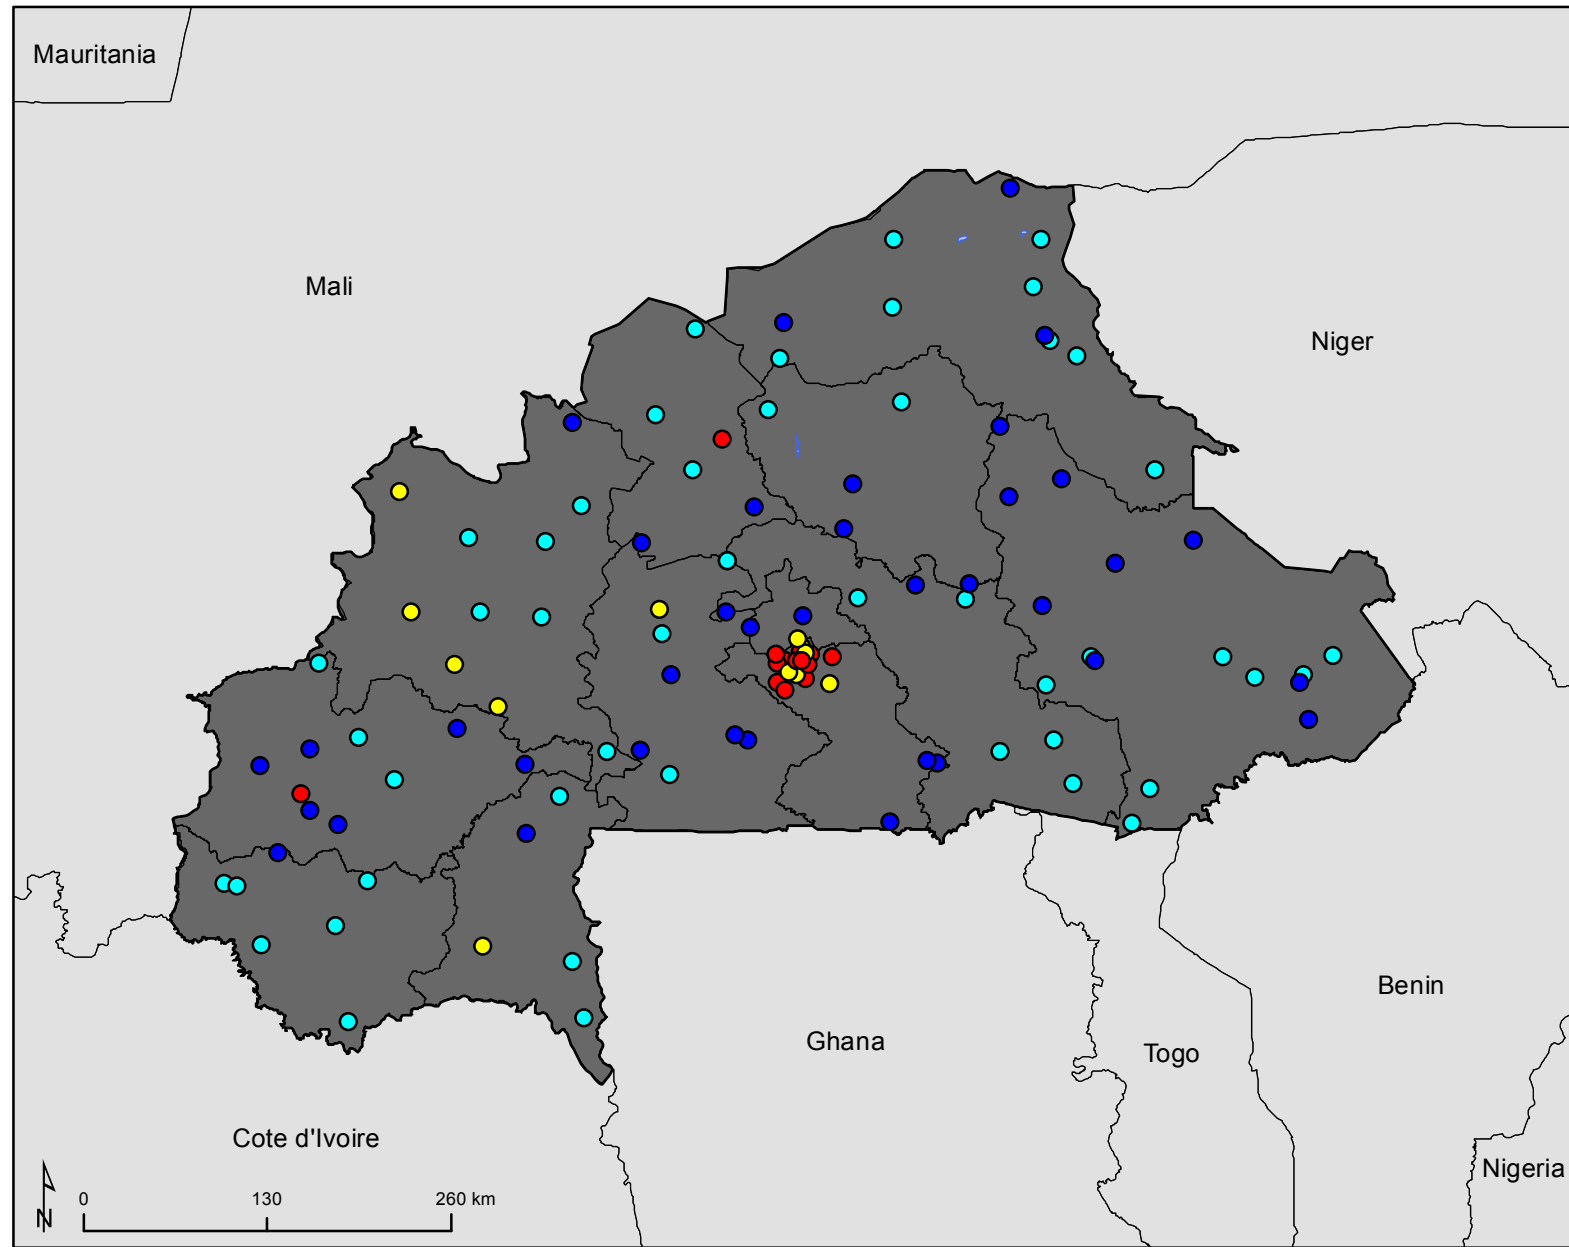 Mauritania
Mali
Niger
Benin
Ghana
Togo
Cote d'Ivoire
Nigeria
N
0 130 260 km